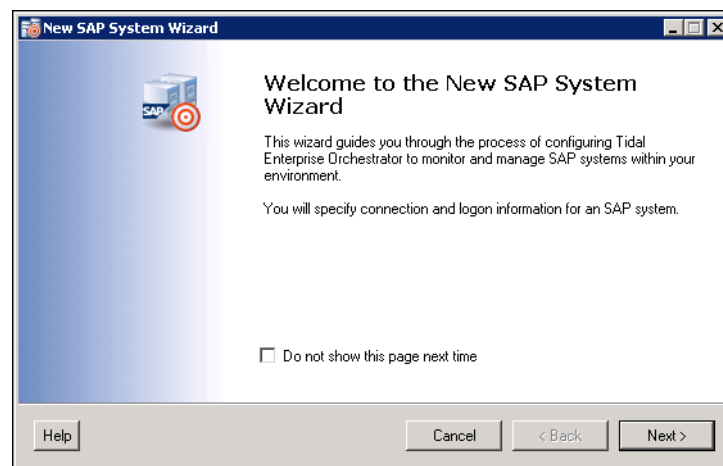 New SAP System Wizard
Welcome to the New SAP System
Wizard
SAP
This wizard guides you through the process of configuring Tidal
Enterprise Orchestrator to monitor and manage SAP systems within your
environment.
You will specify connection and logon information for an SAP system.
Do not show this page next time
Help
Cancel
< Back
Next >